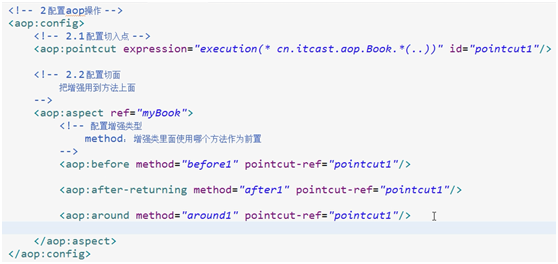 <!-- 2配置aop操作 -->
<aop:config>
<!-- 2.1配置切入点 -->
<aop:pointcut expression="execution(* cn.itcast.aop.Book.*(..))" id="pointcut1"/>
<!-- 2.2配置切面
把增强用到方法上面
-->
<aop:aspect ref="myBook">
<!-- 配置增强类型
method: 增强类里面使用哪个方法作为前置
-->
<aop:before method="before1" pointcut-ref="pointcut1"/>
<aop:after-returning method="after1" pointcut-ref="pointcut1"/>
<aop:around method="around1" pointcut-ref="pointcut1"/>
</aop:aspect>
</aop:config>